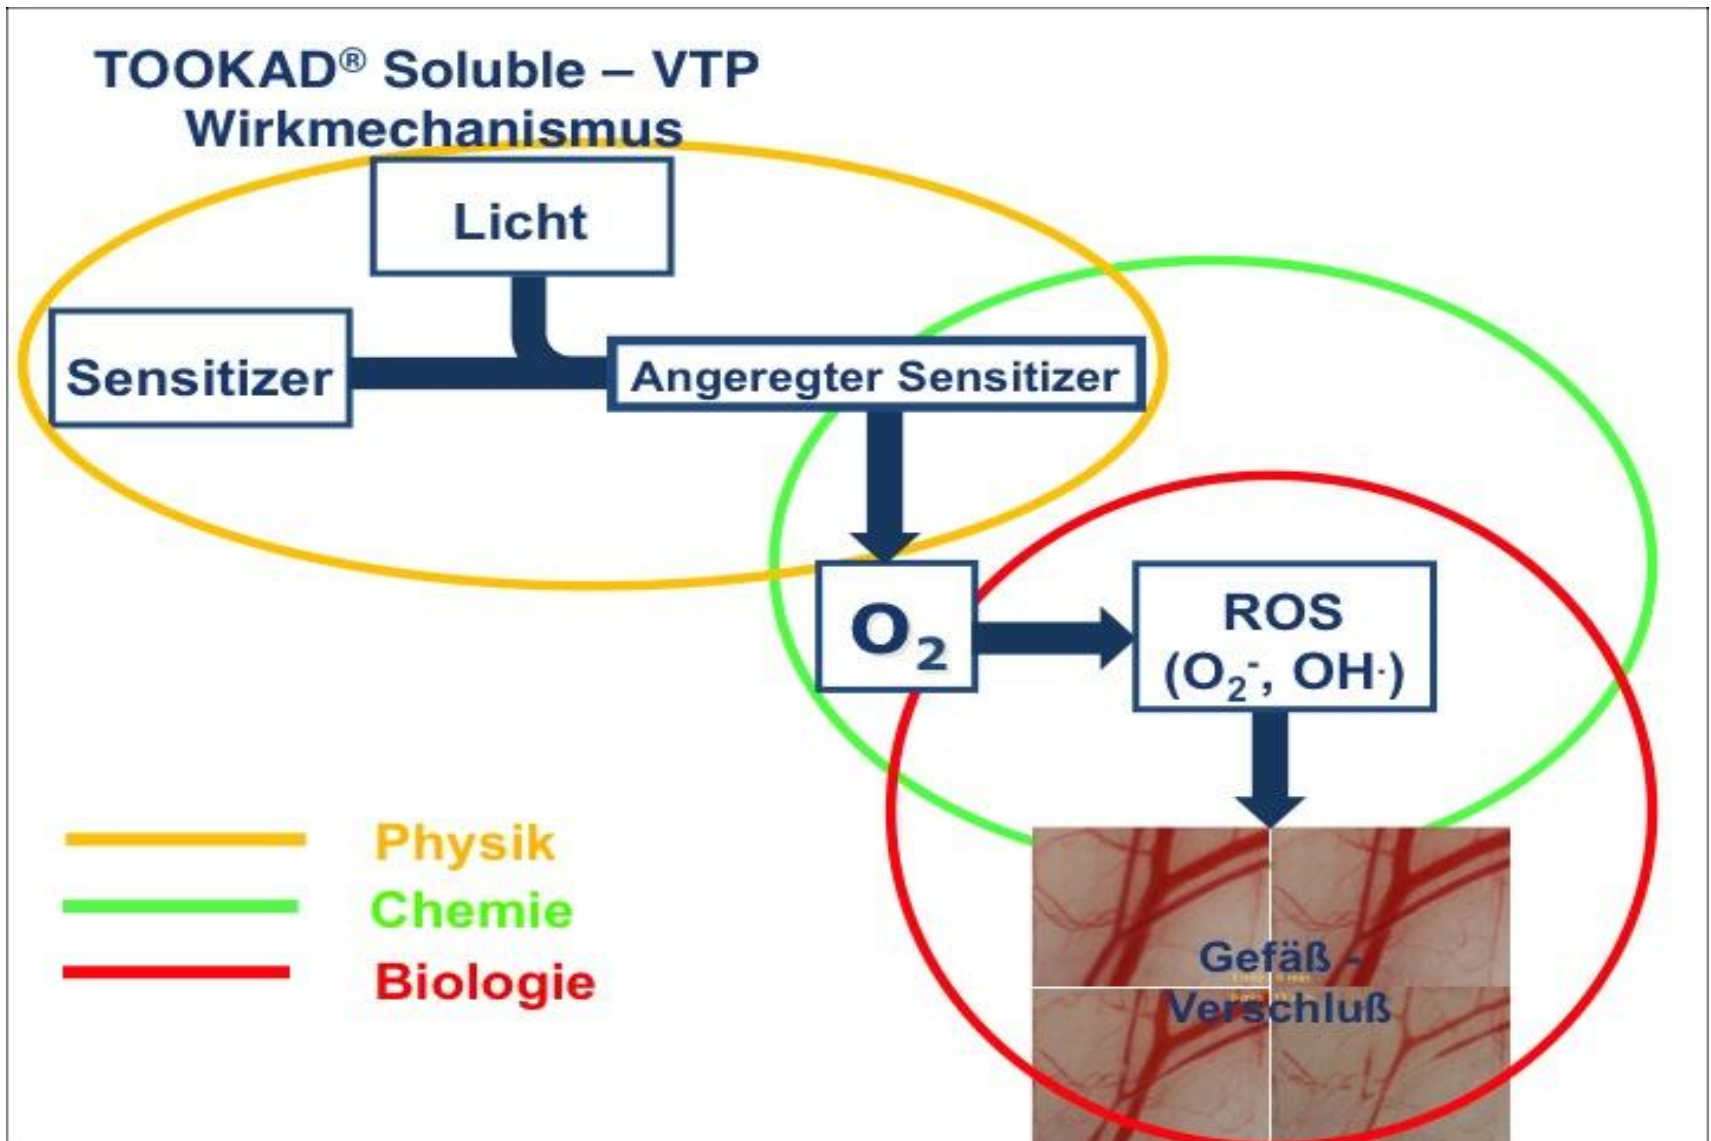 TOOKAD® Soluble – VTP
Wirkmechanismus
Licht
Sensitizer
Angeregter Sensitizer
O₂
ROS
(O₂⁻, OH·)
Physik
Chemie
Biologie
Gefäß -
Verschluß